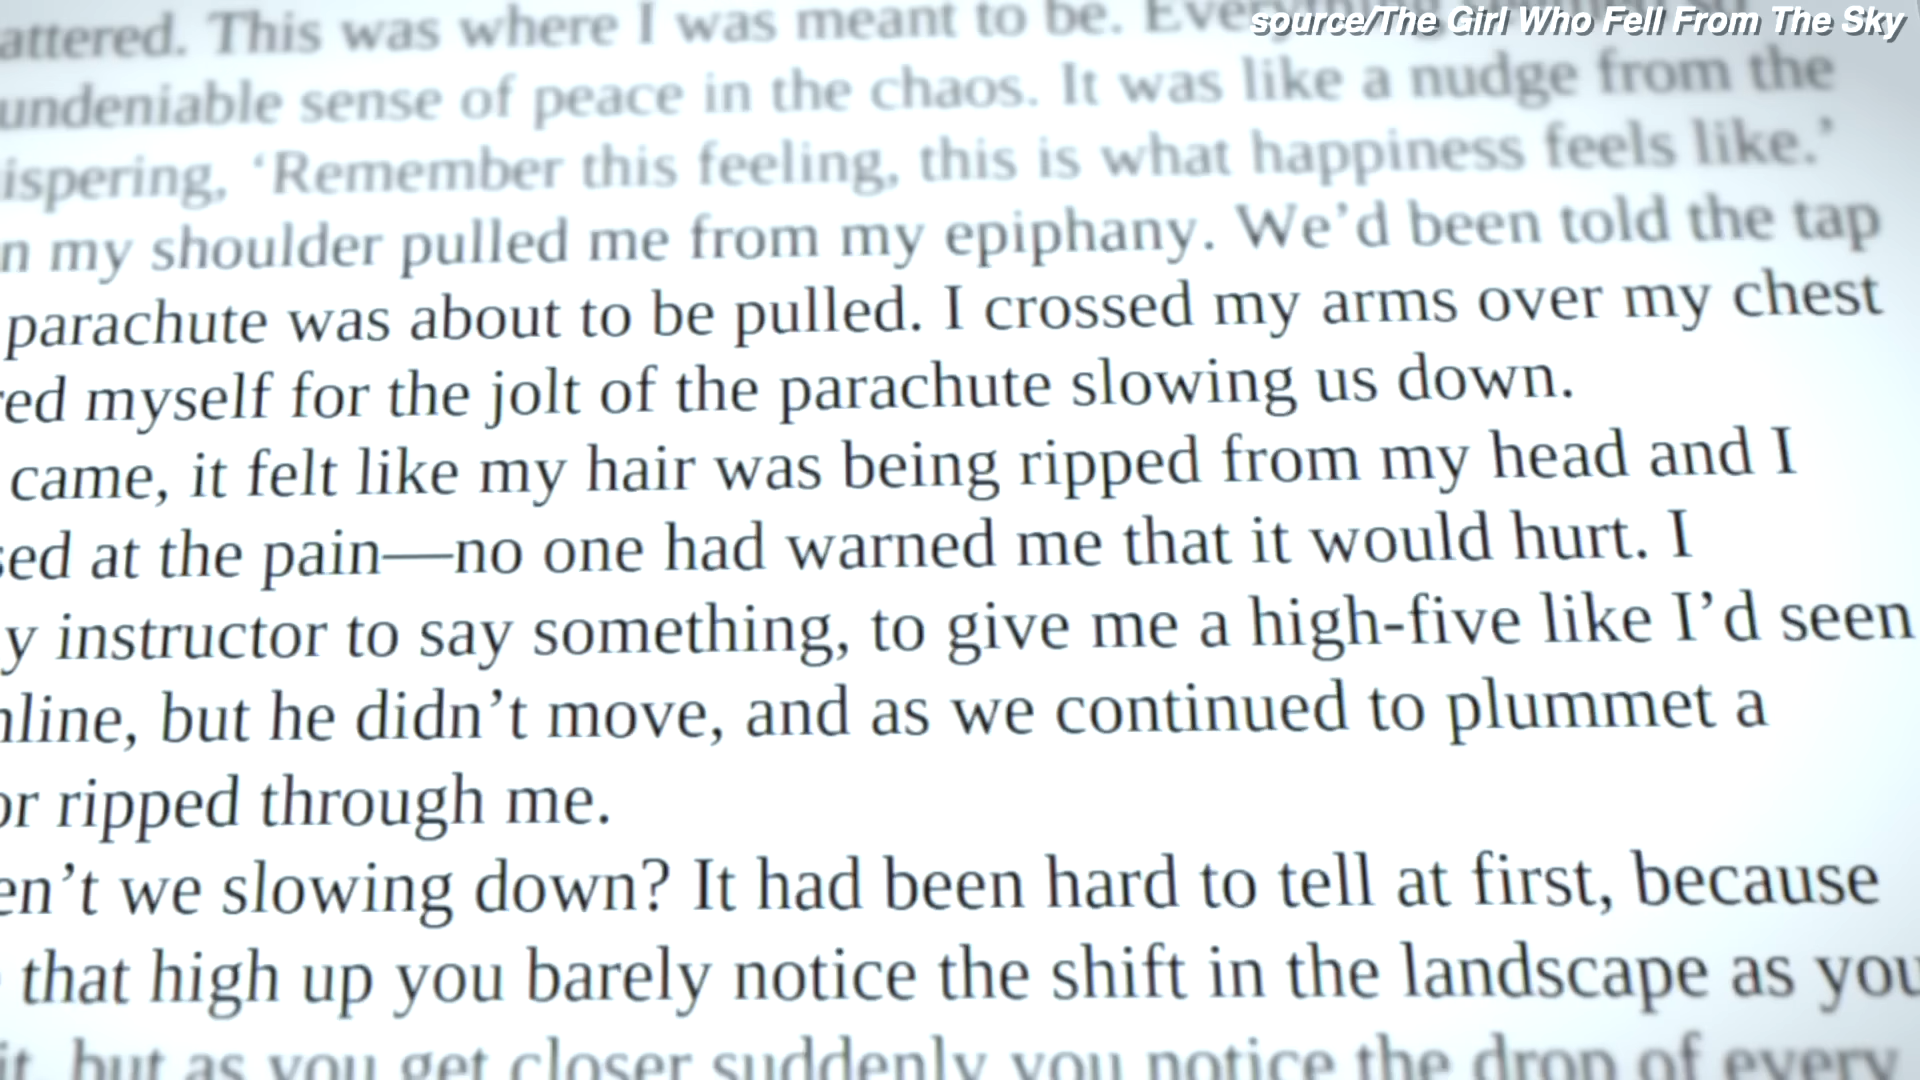 source/The Girl Who Fell From The Sky
attered. This was where I was meant to be.
undeniable sense of peace in the chaos. It was like a nudge from the
ispering, ‘Remember this feeling, this is what happiness feels like.’
n my shoulder pulled me from my epiphany. We’d been told the tap
parachute was about to be pulled. I crossed my arms over my chest
red myself for the jolt of the parachute slowing us down.
came, it felt like my hair was being ripped from my head and I
sed at the pain—no one had warned me that it would hurt. I
y instructor to say something, to give me a high-five like I’d seen
nline, but he didn’t move, and as we continued to plummet a
or ripped through me.
en’t we slowing down? It had been hard to tell at first, because
that high up you barely notice the shift in the landscape as you
it, but as you get closer suddenly you notice the drop of every